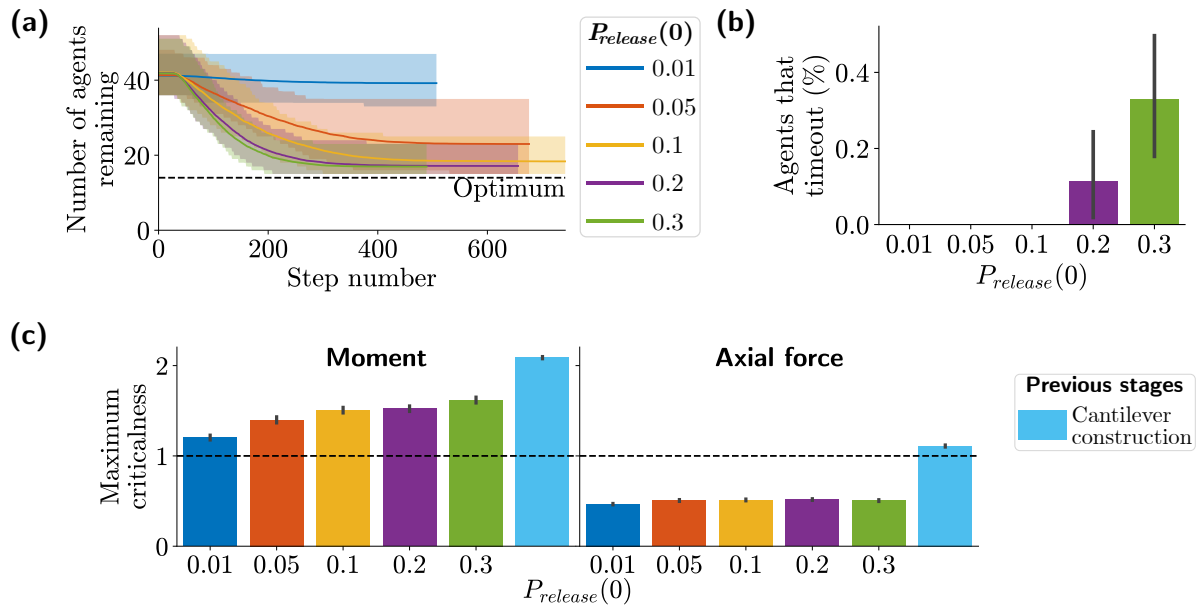 (a)
Number of agents
remaining
40
20
0
0
200
400
600
Step number
Optimum
P_release(0)
0.01
0.05
0.1
0.2
0.3
(b)
Agents that
timeout (%)
0.4
0.2
0.0
0.01
0.05
0.1
0.2
0.3
P_release(0)
(c)
Maximum
criticalness
2
1
0
Moment
Axial force
0.01
0.05
0.1
0.2
0.3
0.01
0.05
0.1
0.2
0.3
P_release(0)
Previous stages
Cantilever
construction